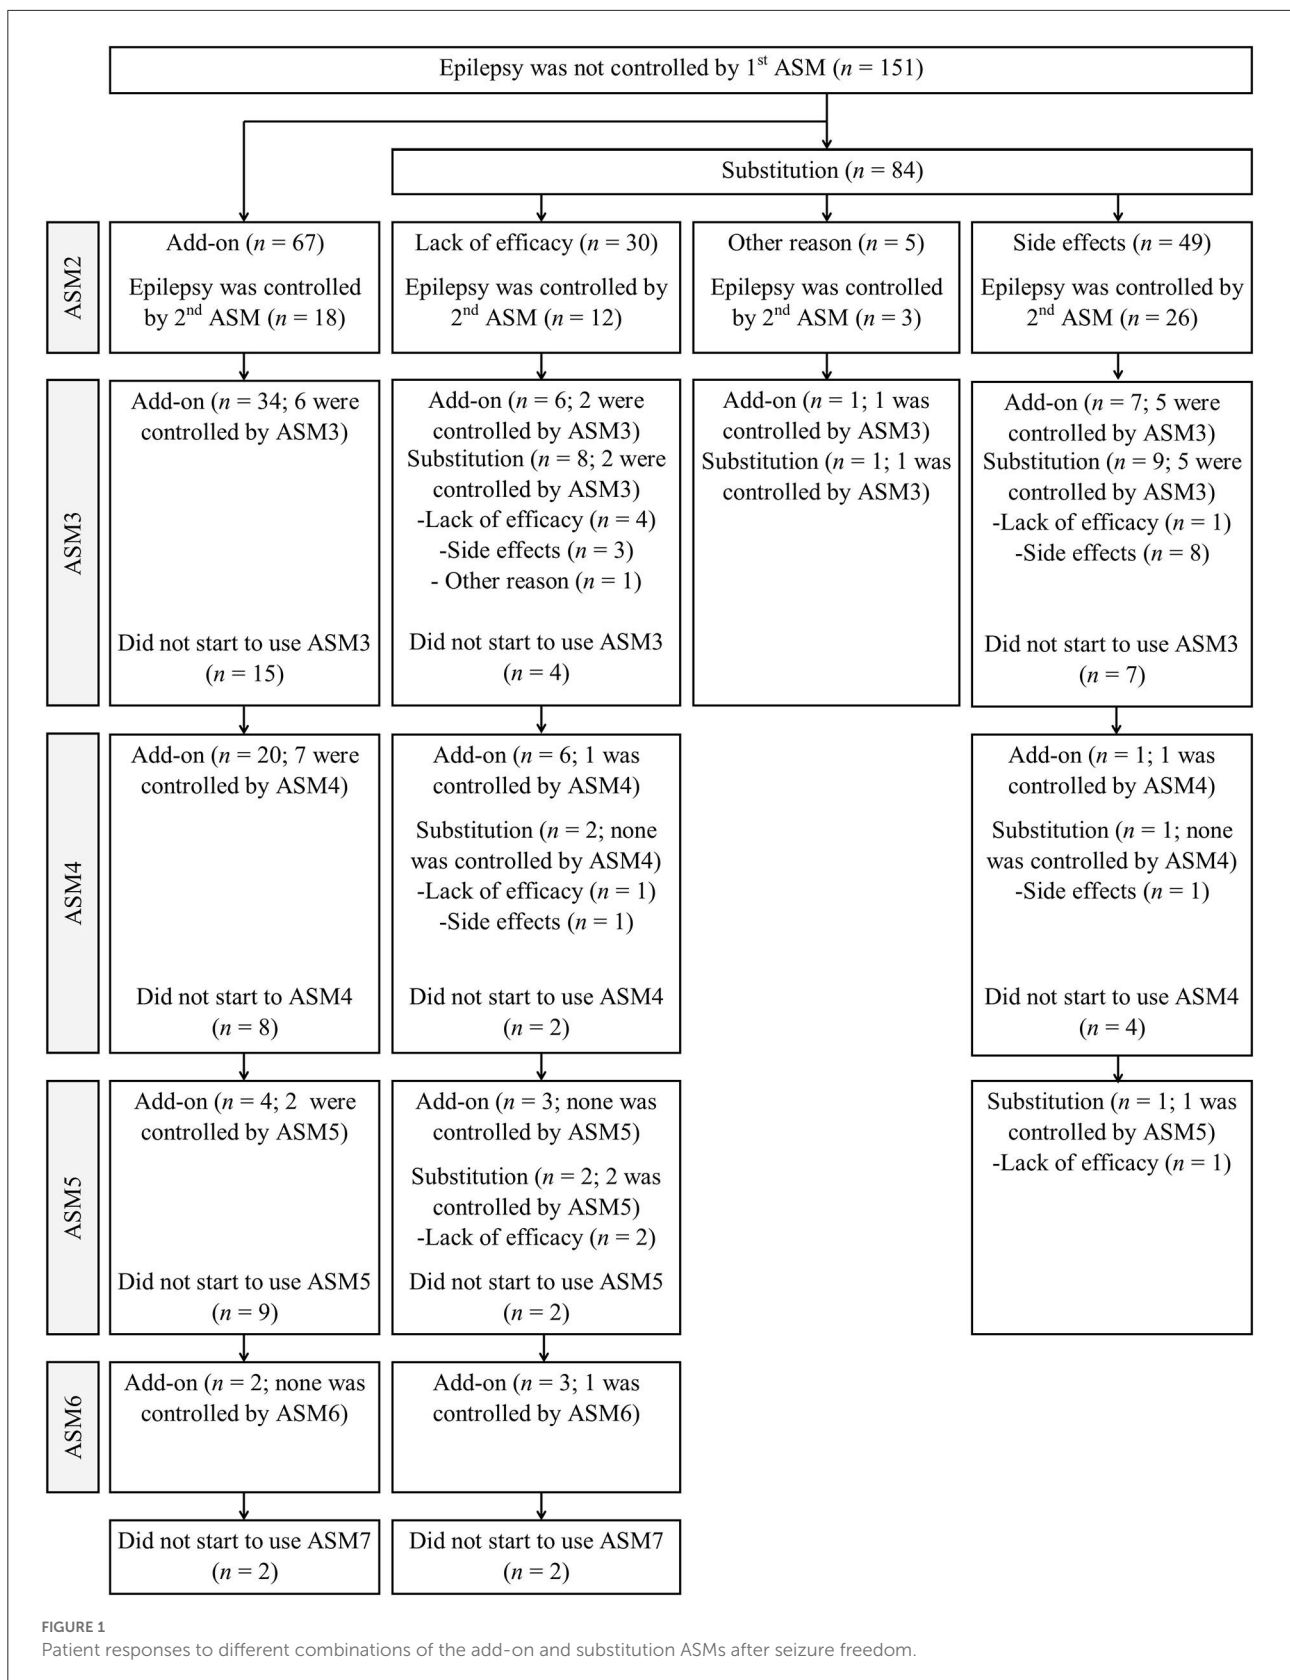 Epilepsy was not controlled by 1st ASM (n = 151)
Substitution (n = 84)
ASM2
Add-on (n = 67)
Epilepsy was controlled
by 2nd ASM (n = 18)
Lack of efficacy (n = 30)
Epilepsy was controlled by
2nd ASM (n = 12)
Other reason (n = 5)
Epilepsy was controlled
by 2nd ASM (n = 3)
Side effects (n = 49)
Epilepsy was controlled by
2nd ASM (n = 26)
ASM3
Add-on (n = 34; 6 were
controlled by ASM3)
Did not start to use ASM3
(n = 15)
Add-on (n = 6; 2 were
controlled by ASM3)
Substitution (n = 8; 2 were
controlled by ASM3)
-Lack of efficacy (n = 4)
-Side effects (n = 3)
- Other reason (n = 1)
Did not start to use ASM3
(n = 4)
Add-on (n = 1; 1 was
controlled by ASM3)
Substitution (n = 1; 1 was
controlled by ASM3)
Add-on (n = 7; 5 were
controlled by ASM3)
Substitution (n = 9; 5 were
controlled by ASM3)
-Lack of efficacy (n = 1)
-Side effects (n = 8)
Did not start to use ASM3
(n = 7)
ASM4
Add-on (n = 20; 7 were
controlled by ASM4)
Did not start to ASM4
(n = 8)
Add-on (n = 6; 1 was
controlled by ASM4)
Substitution (n = 2; none
was controlled by ASM4)
-Lack of efficacy (n = 1)
-Side effects (n = 1)
Did not start to use ASM4
(n = 2)
Add-on (n = 1; 1 was
controlled by ASM4)
Substitution (n = 1; none
was controlled by ASM4)
-Side effects (n = 1)
Did not start to use ASM4
(n = 4)
ASM5
Add-on (n = 4; 2 were
controlled by ASM5)
Did not start to use ASM5
(n = 9)
Add-on (n = 3; none was
controlled by ASM5)
Substitution (n = 2; 2 was
controlled by ASM5)
-Lack of efficacy (n = 2)
Did not start to use ASM5
(n = 2)
Substitution (n = 1; 1 was
controlled by ASM5)
-Lack of efficacy (n = 1)
ASM6
Add-on (n = 2; none was
controlled by ASM6)
Add-on (n = 3; 1 was
controlled by ASM6)
Did not start to use ASM7
(n = 2)
Did not start to use ASM7
(n = 2)
FIGURE 1
Patient responses to different combinations of the add-on and substitution ASMs after seizure freedom.